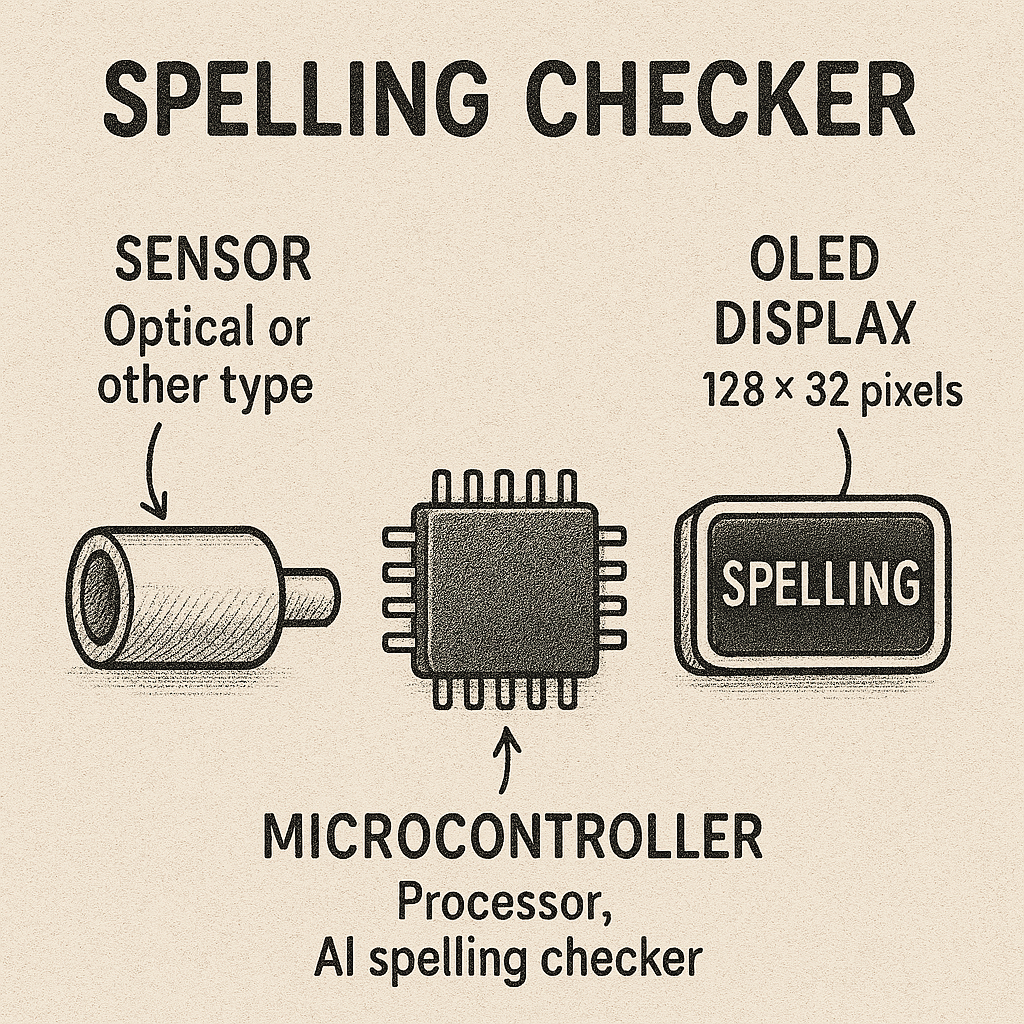 SPELLING CHECKER
SENSOR
Optical or
other type
OLED
DISPLAX
128 × 32 pixels
SPELLING
MICROCONTROLLER
Processor,
AI spelling checker